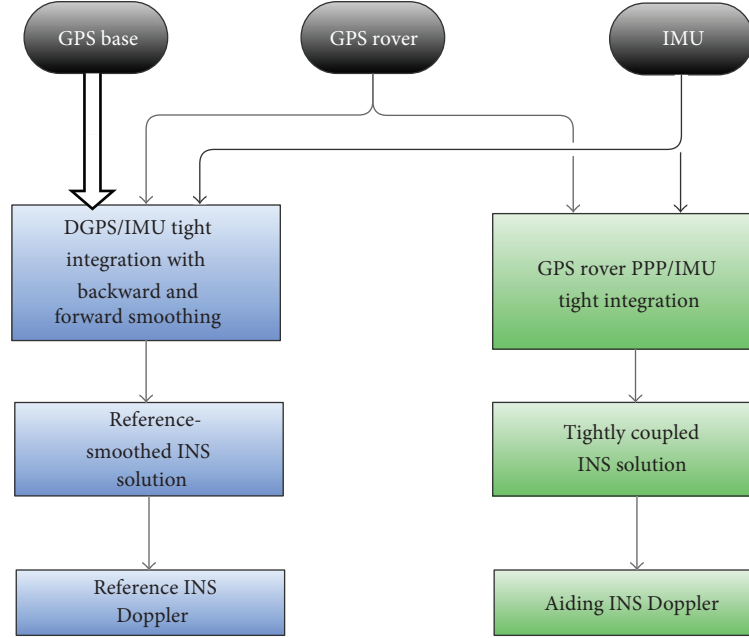 GPS base
GPS rover
IMU
DGPS/IMU tight
integration with
backward and
forward smoothing
GPS rover PPP/IMU
tight integration
Reference-
smoothed INS
solution
Tightly coupled
INS solution
Reference INS
Doppler
Aiding INS Doppler